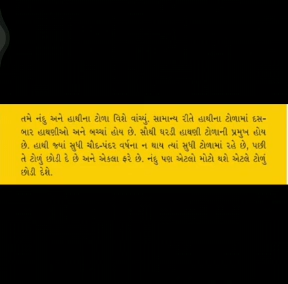 તમે નંદુ અને હાથીના ટોળા વિશે વાંચ્યું. સામાન્ય રીતે હાથીના ટોળામાં દસ-
બાર હાથણીઓ અને બચ્ચાં હોય છે. સૌથી ઘરડી હાથણી ટોળાની પ્રમુખ હોય
છે. હાથી જ્યાં સુધી ચૌદ-પંદર વર્ષના ન થાય ત્યાં સુધી ટોળામાં રહે છે, પછી
તે ટોળું છોડી દે છે અને એકલા ફરે છે. નંદુ પણ એટલો મોટો થશે એટલે ટોળું
છોડી દેશે.